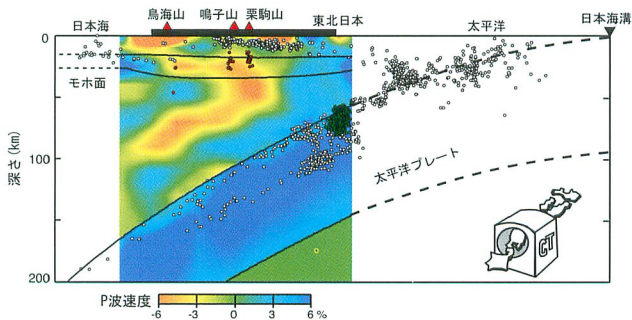 日本海
鳥海山 鳴子山 栗駒山
東北日本
太平洋
日本海溝
0
モホ面
深さ(km)
100
太平洋プレート
CT
200
P波速度
-6 -3 0 3 6 %